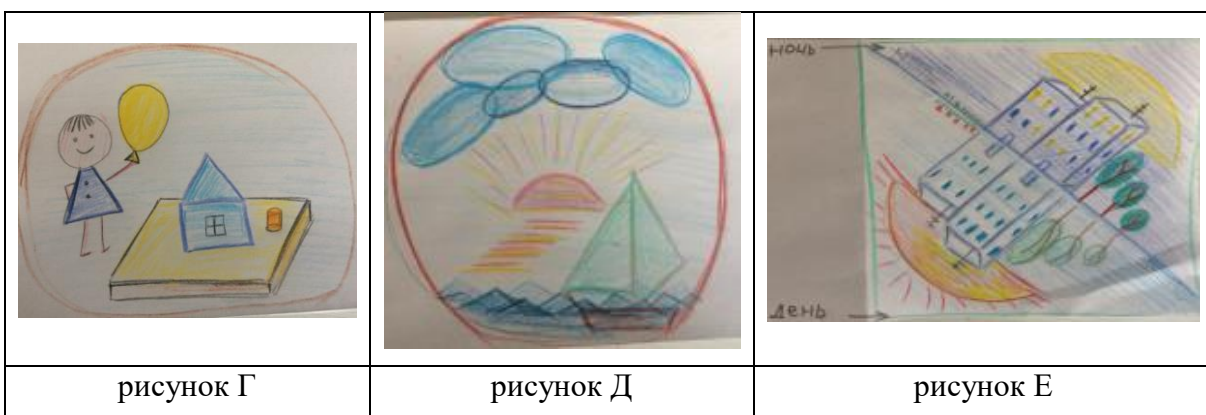 ночь
день
рисунок Г
рисунок Д
рисунок Е